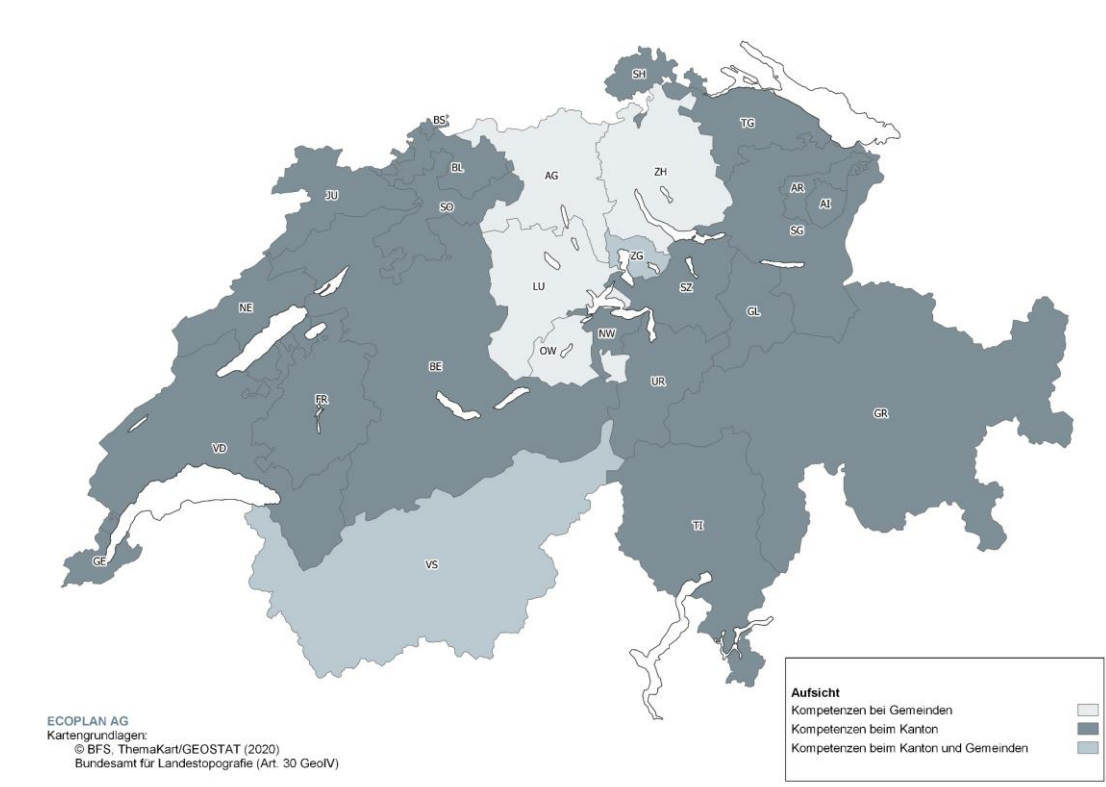 SH
BS
TG
BL
AG
ZH
JU
AR
AI
SO
SG
ZG
LU
SZ
NE
GL
NW
OW
BE
UR
FR
GR
VD
TI
GE
VS
Aufsicht
Kompetenzen bei Gemeinden
Kompetenzen beim Kanton
Kompetenzen beim Kanton und Gemeinden
ECOPLAN AG
Kartengrundlagen:
© BFS, ThemaKart/GEOSTAT (2020)
Bundesamt für Landestopografie (Art. 30 GeoIV)